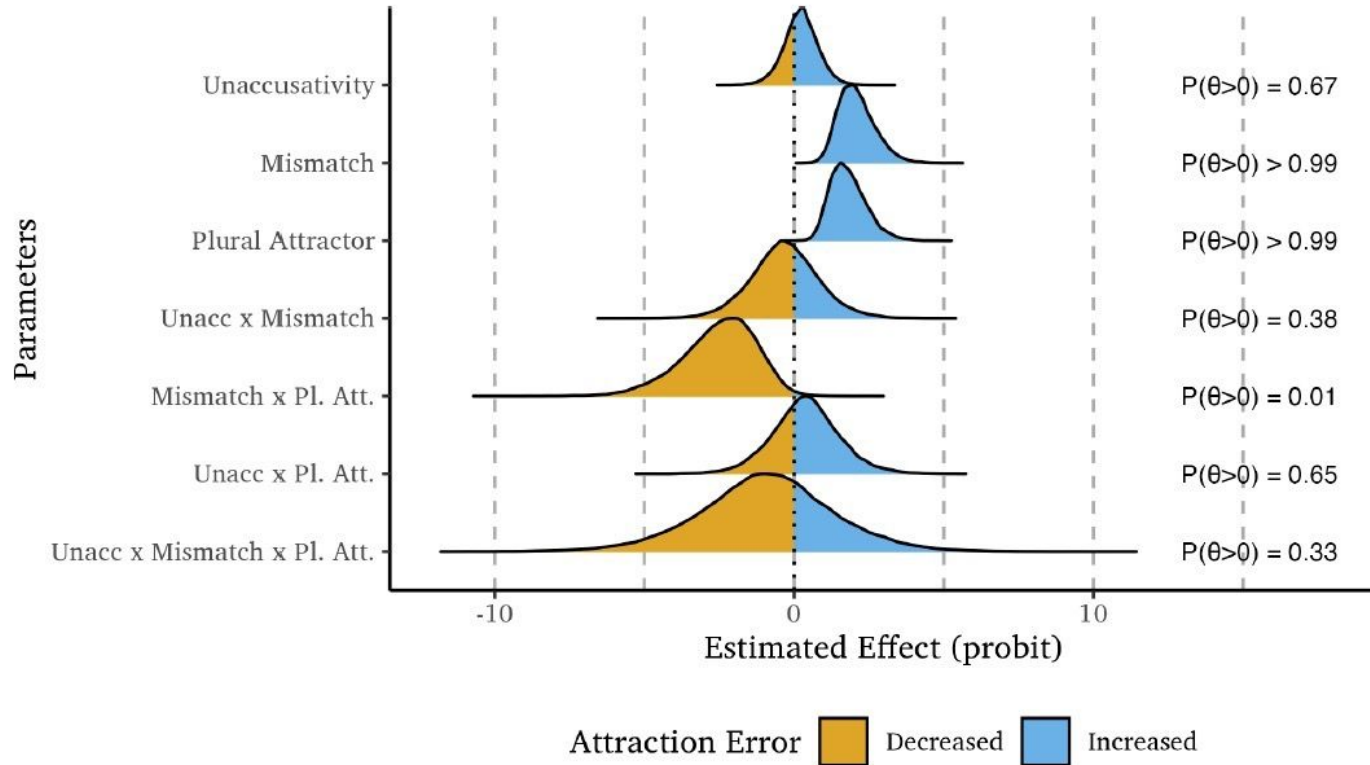 Parameters
Unaccusativity P(θ>0) = 0.67
Mismatch P(θ>0) > 0.99
Plural Attractor P(θ>0) > 0.99
Unacc x Mismatch P(θ>0) = 0.38
Mismatch x Pl. Att. P(θ>0) = 0.01
Unacc x Pl. Att. P(θ>0) = 0.65
Unacc x Mismatch x Pl. Att. P(θ>0) = 0.33
-10 0 10
Estimated Effect (probit)
Attraction Error Decreased Increased